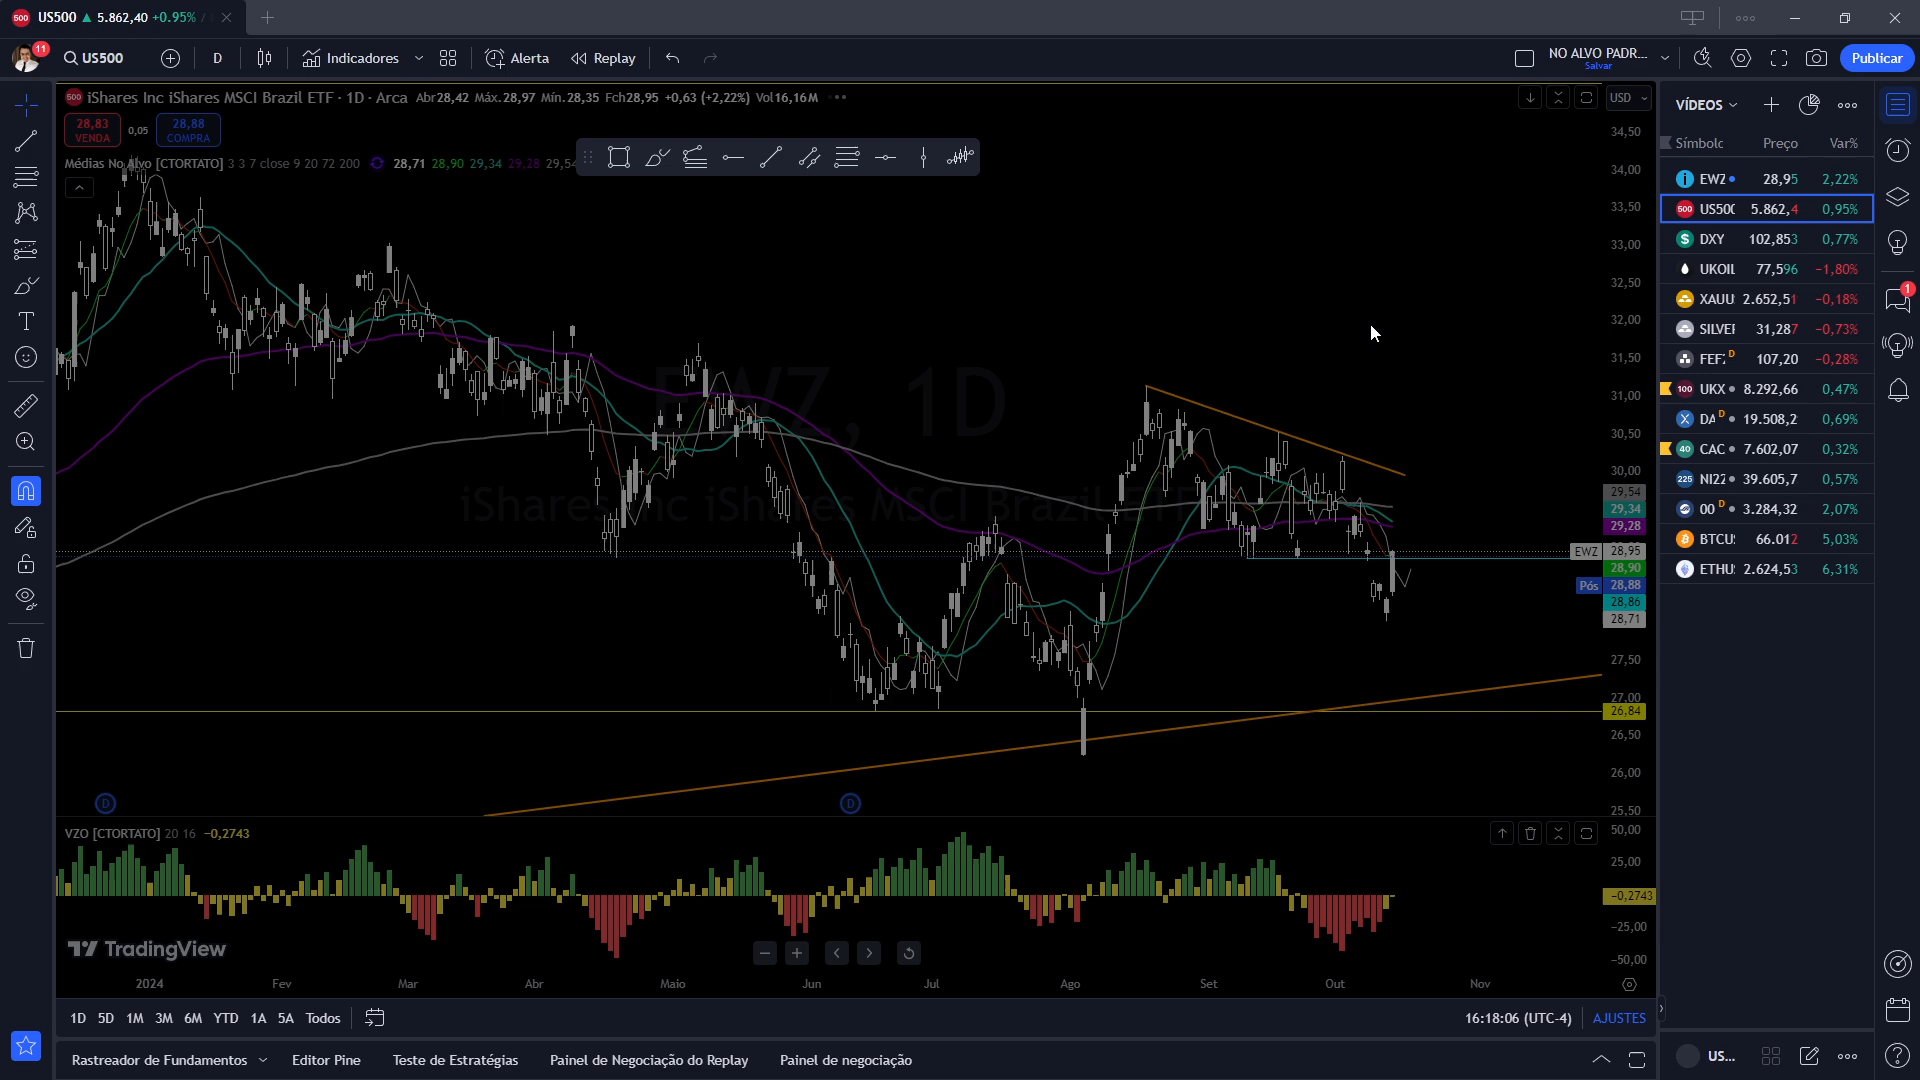 US500 ▲ 5.862,40 +0.95% /
11
US500
D
Indicadores
Alerta
Replay
NO ALVO PADR...
Salvar
Publicar
iShares Inc iShares MSCI Brazil ETF · 1D · Arca Abr28,42 Máx.28,97 Mín.28,35 Fch28,95 +0,63 (+2,22%) Vol16,16M
28,83
VENDA
0,05
28,88
COMPRA
Médias No Alvo [CTORTATO] 3 3 7 close 9 20 72 200
28,71 28,90 29,34 29,28 29,54
EWZ, 1D
iShares Inc iShares MSCI Brazil ETF
USD
34,50
34,00
33,50
33,00
32,50
32,00
31,50
31,00
30,50
30,00
29,54
29,34
29,28
EWZ 28,95
28,90
Pós 28,88
28,86
28,71
27,50
27,00
26,84
26,50
26,00
25,50
D
D
VZO [CTORTATO] 20 16 −0,2743
50,00
25,00
−0,2743
−25,00
−50,00
TradingView
2024 Fev Mar Abr Maio Jun Jul Ago Set Out Nov
1D 5D 1M 3M 6M YTD 1A 5A Todos
16:18:06 (UTC-4)
AJUSTES
Rastreador de Fundamentos
Editor Pine
Teste de Estratégias
Painel de Negociação do Replay
Painel de negociação
VÍDEOS
Símbolc Preço Var%
EWZ 28,95 2,22%
500 US500 5.862,4 0,95%
DXY 102,853 0,77%
UKOIL 77,596 −1,80%
XAUU 2.652,51 −0,18%
SILVER 31,287 −0,73%
FEF D 107,20 −0,28%
100 UKX 8.292,66 0,47%
DA D 19.508,2 0,69%
40 CAC 7.602,07 0,32%
225 NI22 39.605,7 0,57%
00 D 3.284,32 2,07%
BTCU 66.012 5,03%
ETHU 2.624,53 6,31%
US...
1